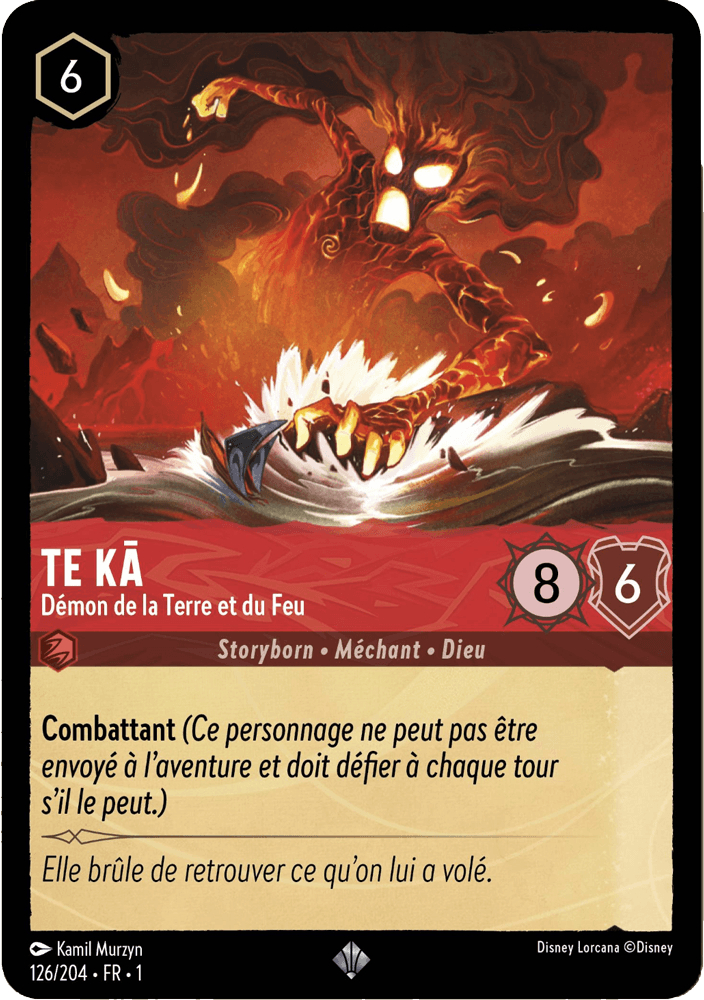 6
TE KĀ
Démon de la Terre et du Feu
8
6
Storyborn • Méchant • Dieu
Combattant (Ce personnage ne peut pas être
envoyé à l'aventure et doit défier à chaque tour
s'il le peut.)
Elle brûle de retrouver ce qu'on lui a volé.
Kamil Murzyn
126/204 • FR • 1
Disney Lorcana ©Disney